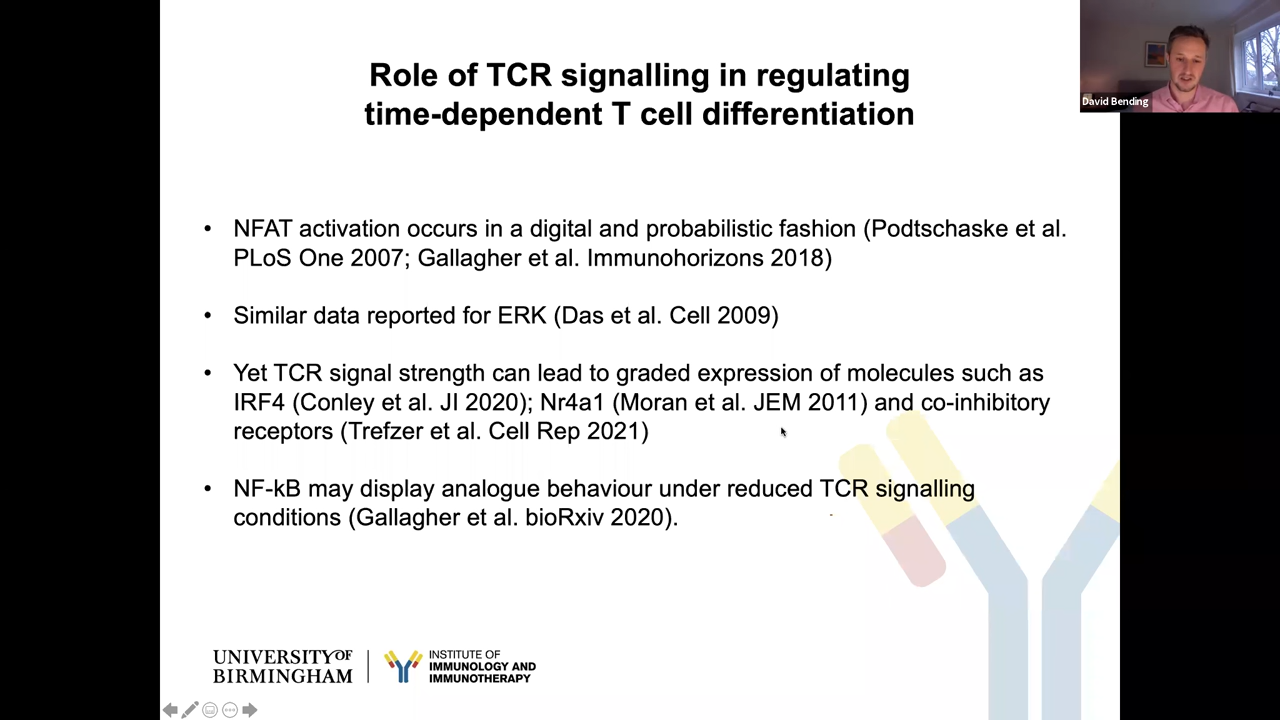 Role of TCR signalling in regulating
time-dependent T cell differentiation
David Bending
• NFAT activation occurs in a digital and probabilistic fashion (Podtschaske et al.
PLoS One 2007; Gallagher et al. Immunohorizons 2018)
• Similar data reported for ERK (Das et al. Cell 2009)
• Yet TCR signal strength can lead to graded expression of molecules such as
IRF4 (Conley et al. JI 2020); Nr4a1 (Moran et al. JEM 2011) and co-inhibitory
receptors (Trefzer et al. Cell Rep 2021)
• NF-kB may display analogue behaviour under reduced TCR signalling
conditions (Gallagher et al. bioRxiv 2020).
UNIVERSITY OF
BIRMINGHAM
INSTITUTE OF
IMMUNOLOGY AND
IMMUNOTHERAPY